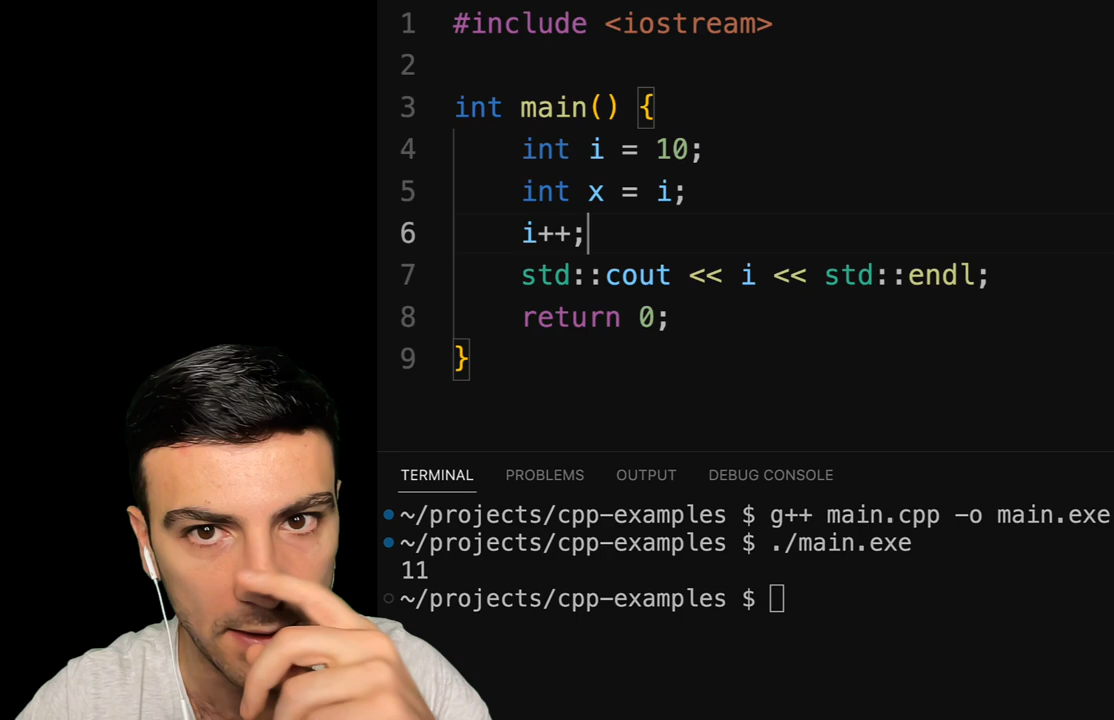 1 #include <iostream>
2
3 int main() {
4 int i = 10;
5 int x = i;
6 i++;
7 std::cout << i << std::endl;
8 return 0;
9 }
TERMINAL PROBLEMS OUTPUT DEBUG CONSOLE
~/projects/cpp-examples $ g++ main.cpp -o main.exe
~/projects/cpp-examples $ ./main.exe
11
~/projects/cpp-examples $